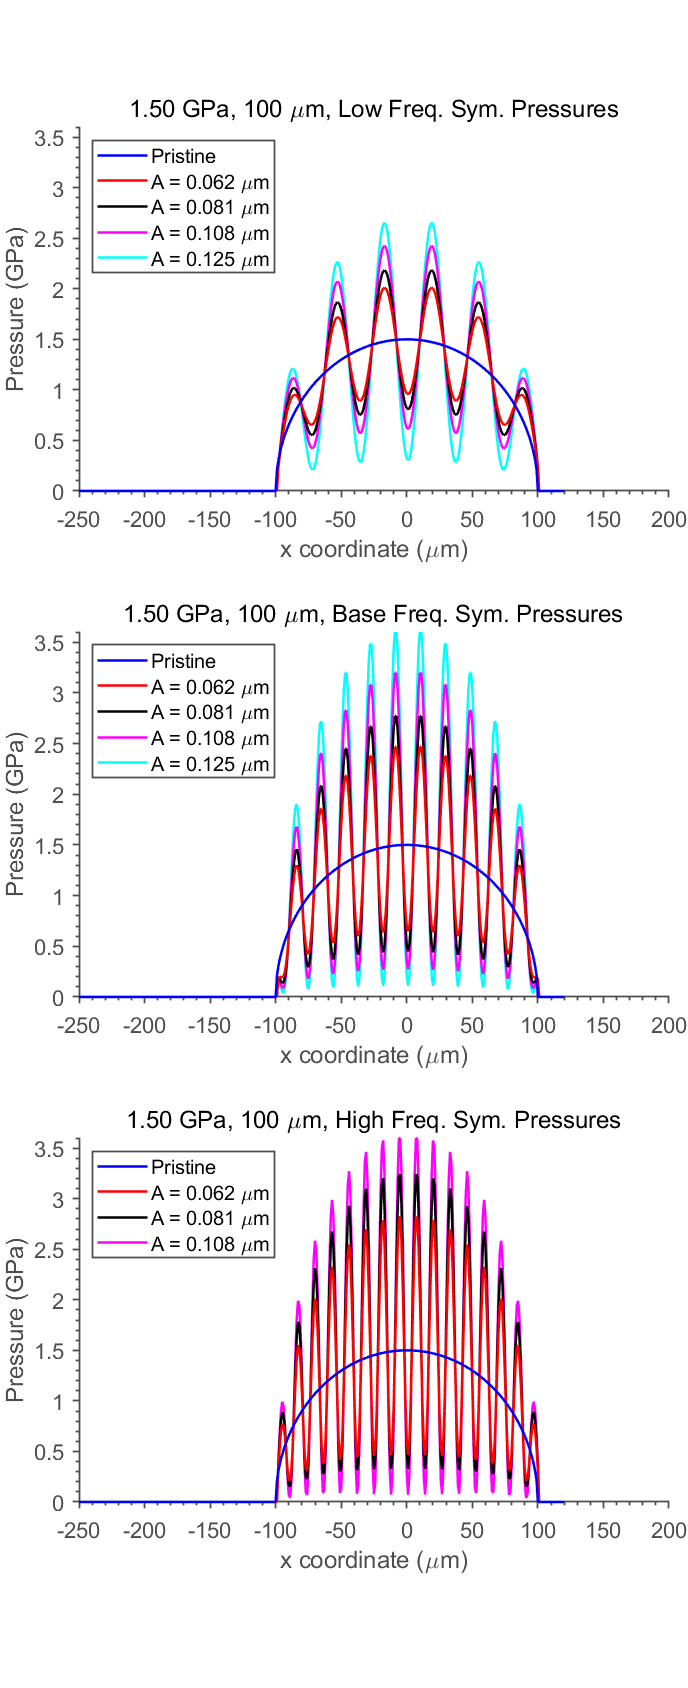 1.50 GPa, 100 μm, Low Freq. Sym. Pressures
3.5
3
2.5
2
1.5
1
0.5
0
Pressure (GPa)
Pristine
A = 0.062 μm
A = 0.081 μm
A = 0.108 μm
A = 0.125 μm
-250 -200 -150 -100 -50 0 50 100 150 200
x coordinate (μm)
1.50 GPa, 100 μm, Base Freq. Sym. Pressures
3.5
3
2.5
2
1.5
1
0.5
0
Pressure (GPa)
Pristine
A = 0.062 μm
A = 0.081 μm
A = 0.108 μm
A = 0.125 μm
-250 -200 -150 -100 -50 0 50 100 150 200
x coordinate (μm)
1.50 GPa, 100 μm, High Freq. Sym. Pressures
3.5
3
2.5
2
1.5
1
0.5
0
Pressure (GPa)
Pristine
A = 0.062 μm
A = 0.081 μm
A = 0.108 μm
-250 -200 -150 -100 -50 0 50 100 150 200
x coordinate (μm)